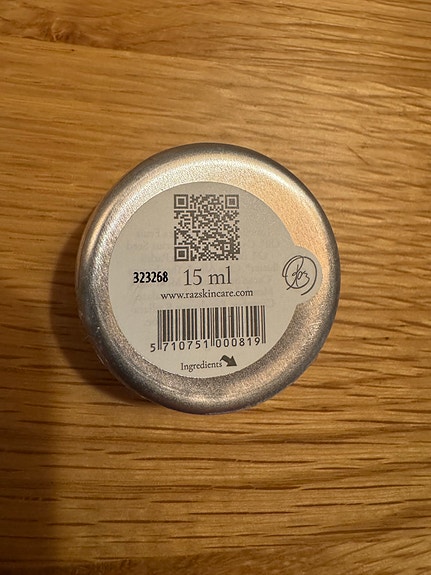 323268 15 ml
www.razskincare.com
5 710751 000819
Ingredients